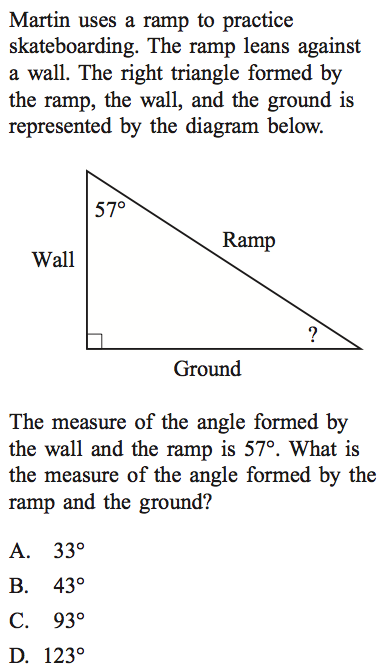 Martin uses a ramp to practice
skateboarding. The ramp leans against
a wall. The right triangle formed by
the ramp, the wall, and the ground is
represented by the diagram below.
57°
Ramp
Wall
?
Ground
The measure of the angle formed by
the wall and the ramp is 57°. What is
the measure of the angle formed by the
ramp and the ground?
A. 33°
B. 43°
C. 93°
D. 123°